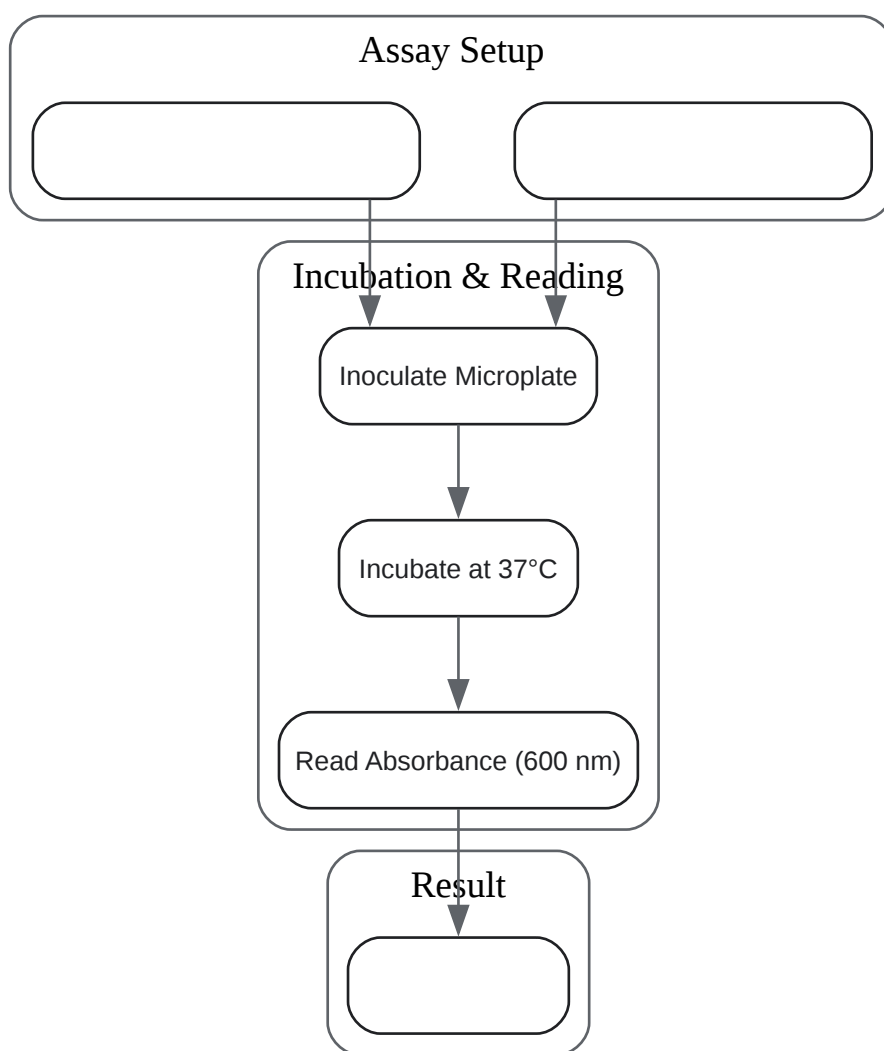 Assay Setup
Incubation & Reading
Inoculate Microplate
Incubate at 37°C
Read Absorbance (600 nm)
Result